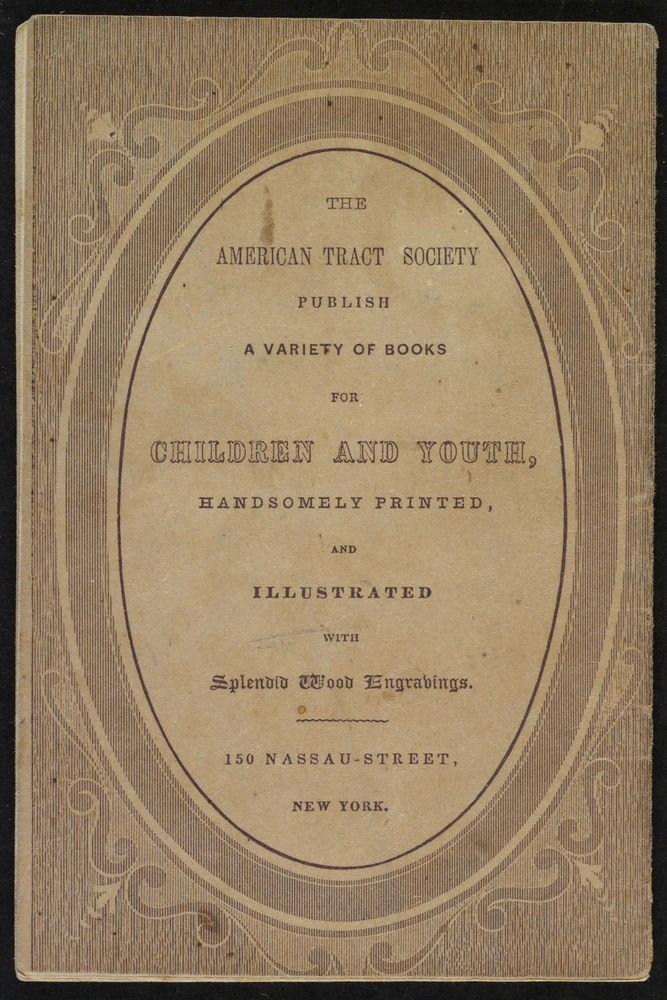 THE
AMERICAN TRACT SOCIETY
PUBLISH
A VARIETY OF BOOKS
FOR
CHILDREN AND YOUTH,
HANDSOMELY PRINTED,
AND
ILLUSTRATED
WITH
Splendid Wood Engravings.
150 NASSAU-STREET,
NEW YORK.